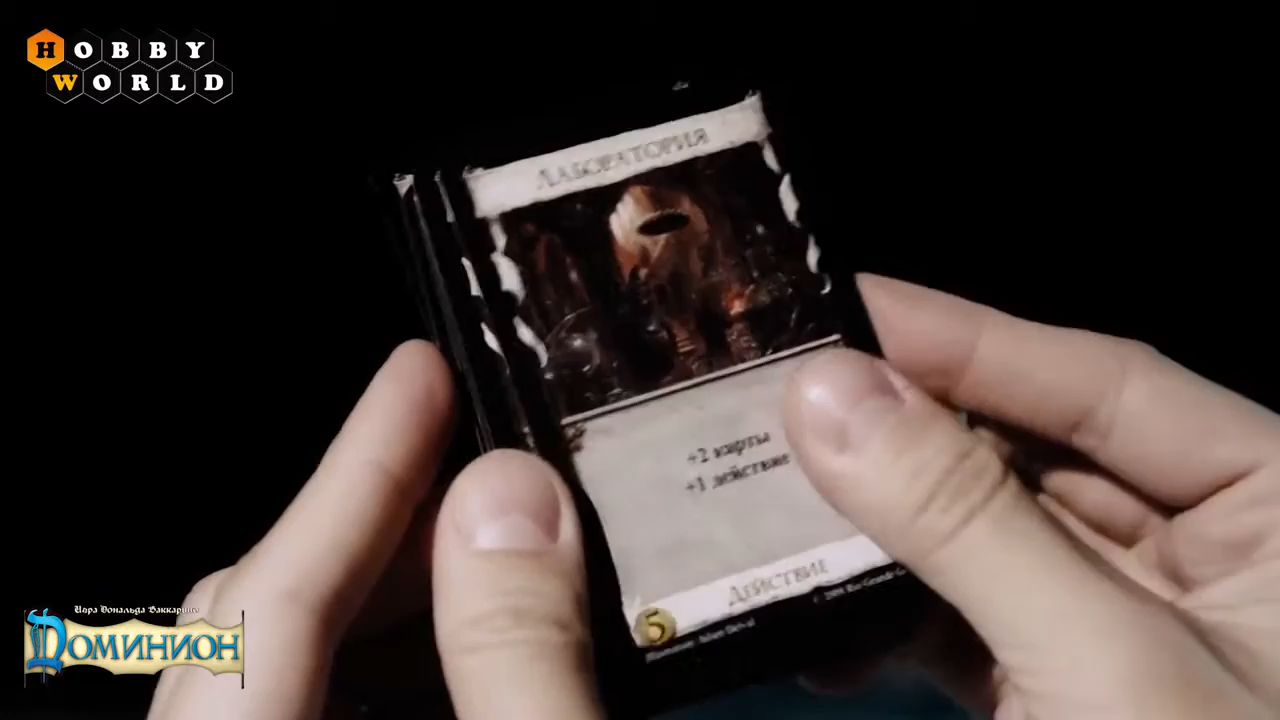 HOBBY
WORLD
ЛАБОРАТОРИЯ
+2 карты
+1 действие
ДЕЙСТВИЕ
5
Игра Дональда Ваккарино
ДОМИНИОН